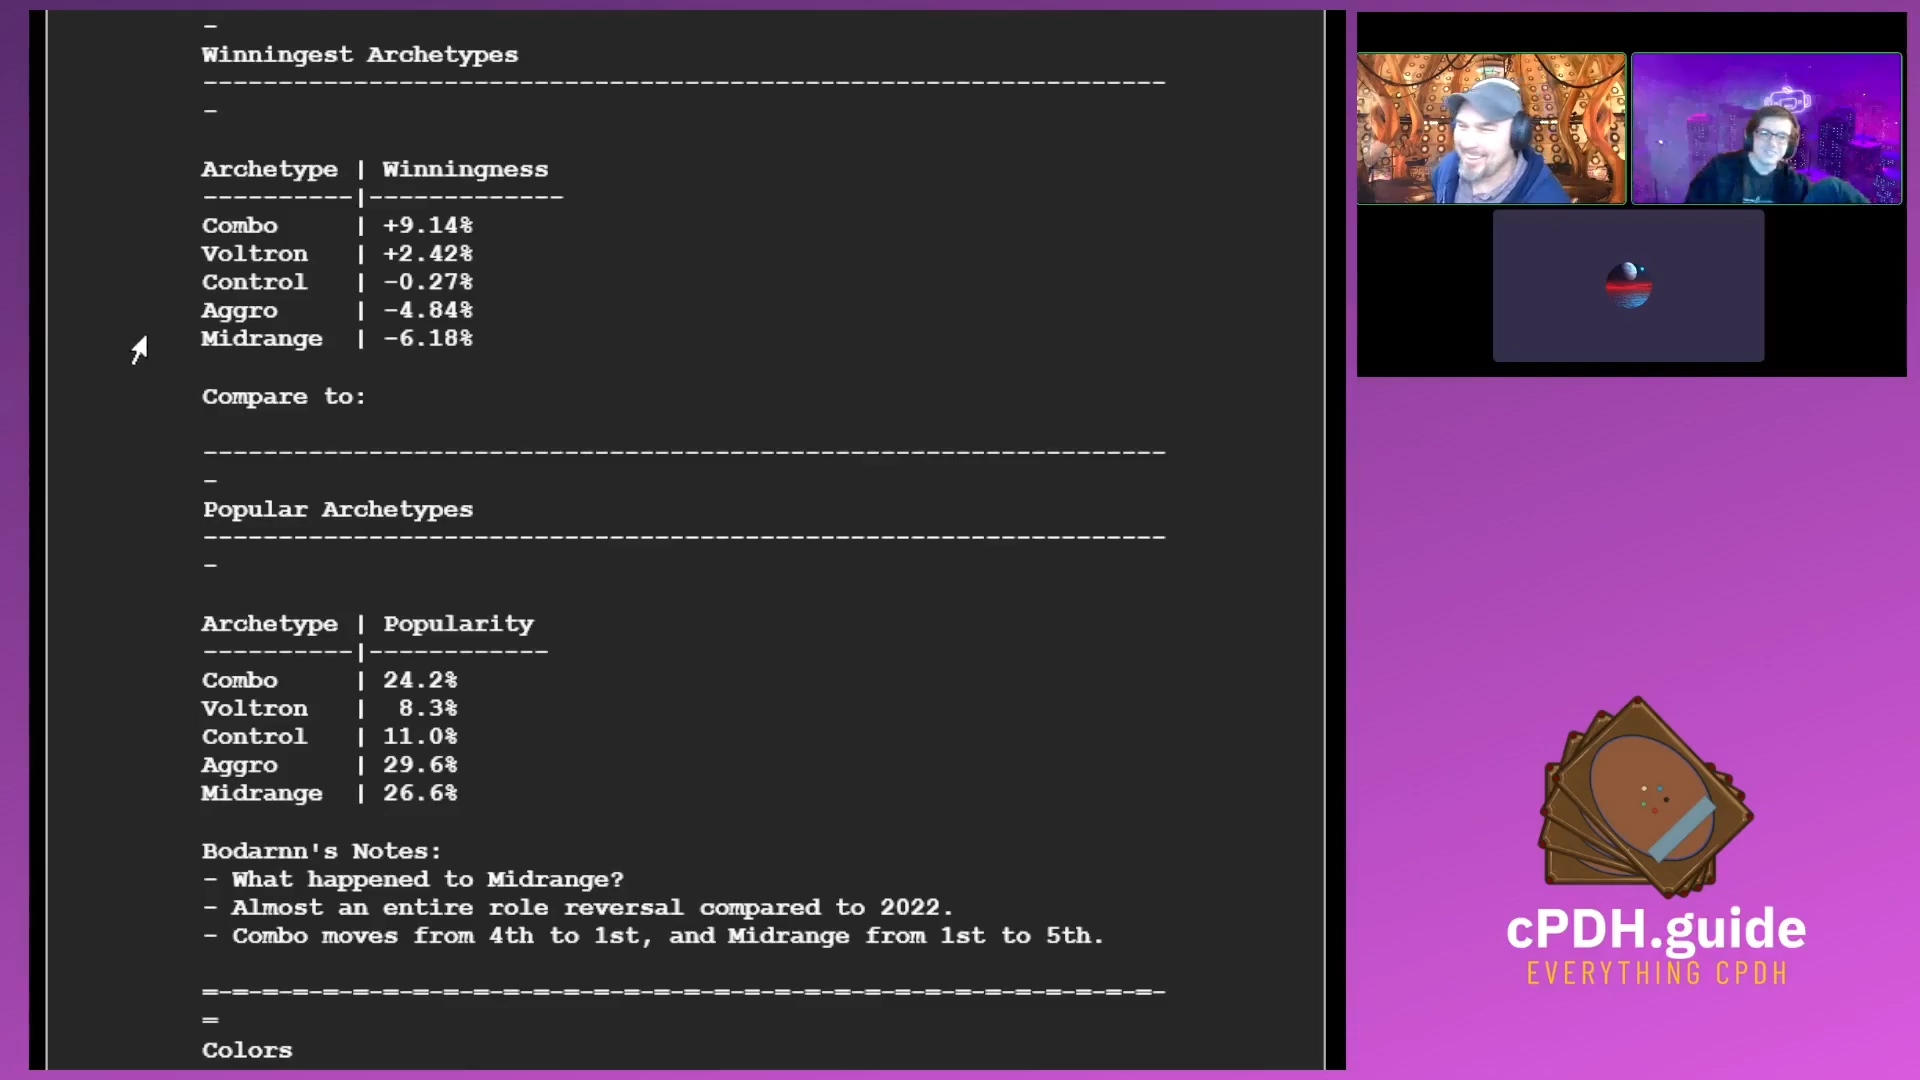 -
Winningest Archetypes
----------------------------------------------------------------
-
Archetype | Winningness
----------|-------------
Combo | +9.14%
Voltron | +2.42%
Control | -0.27%
Aggro | -4.84%
Midrange | -6.18%
Compare to:
----------------------------------------------------------------
-
Popular Archetypes
----------------------------------------------------------------
-
Archetype | Popularity
----------|------------
Combo | 24.2%
Voltron | 8.3%
Control | 11.0%
Aggro | 29.6%
Midrange | 26.6%
Bodarnn's Notes:
- What happened to Midrange?
- Almost an entire role reversal compared to 2022.
- Combo moves from 4th to 1st, and Midrange from 1st to 5th.
=-=-=-=-=-=-=-=-=-=-=-=-=-=-=-=-=-=-=-=-=-=-=-=-=-=-=-=-=-=-=-=-
=
Colors
cPDH.guide
EVERYTHING CPDH